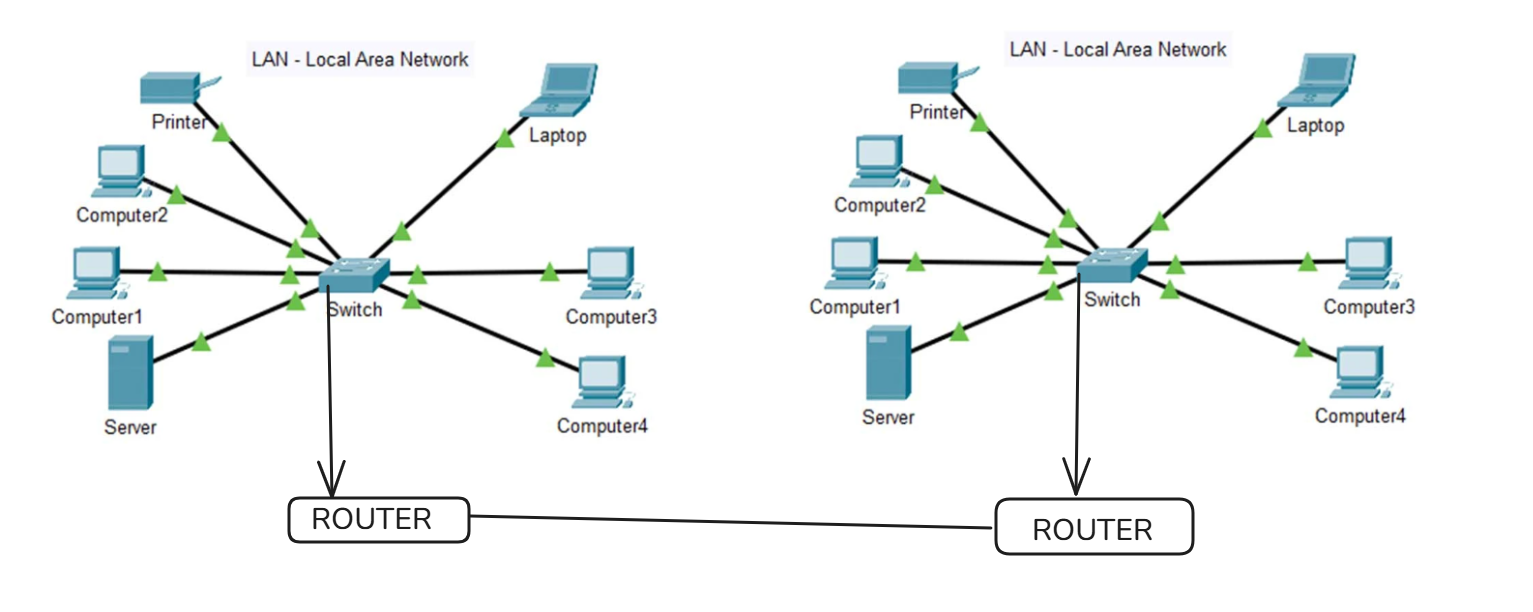 LAN - Local Area Network
Printer
Laptop
Computer2
Computer1
Switch
Computer3
Server
Computer4
ROUTER
LAN - Local Area Network
Printer
Laptop
Computer2
Computer1
Switch
Computer3
Server
Computer4
ROUTER